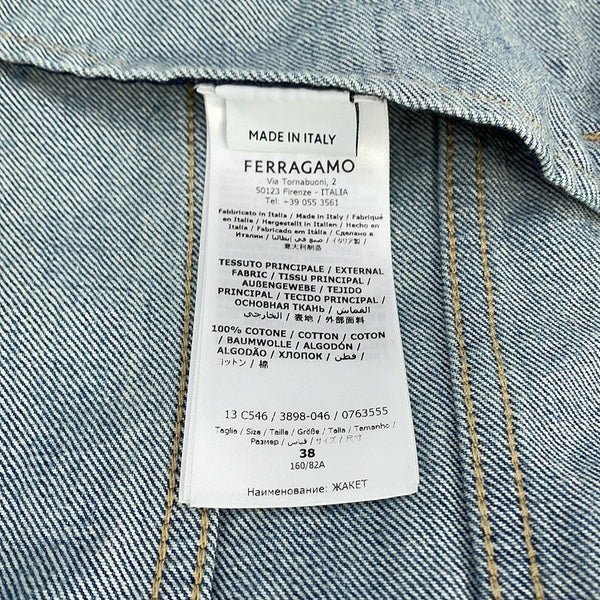 MADE IN ITALY
FERRAGAMO
Via Tornabuoni, 2
50123 Firenze - ITALIA
Tel: +39 055 3561
Fabbricato in Italia / Made in Italy / Fabriqué
en Italie / Hergestellt in Italien / Hecho en
Italia / Fabricado em Itália / Сделано в
Италии / صنع في إيطاليا / イタリア製 /
意大利制造
TESSUTO PRINCIPALE / EXTERNAL
FABRIC / TISSU PRINCIPAL /
AUßENGEWEBE / TEJIDO
PRINCIPAL / TECIDO PRINCIPAL /
ОСНОВНАЯ ТКАНЬ / القماش
الخارجي / 表地 / 外部面料
100% COTONE / COTTON / COTON
/ BAUMWOLLE / ALGODÓN /
ALGODÃO / ХЛОПОК / قطن /
コットン / 棉
13 C546 / 3898-046 / 0763555
Taglia / Size / Taille / Größe / Talla / Tamanho /
Размер / قياس / サイズ / 尺寸
38
160/82A
Наименование: ЖАКЕТ